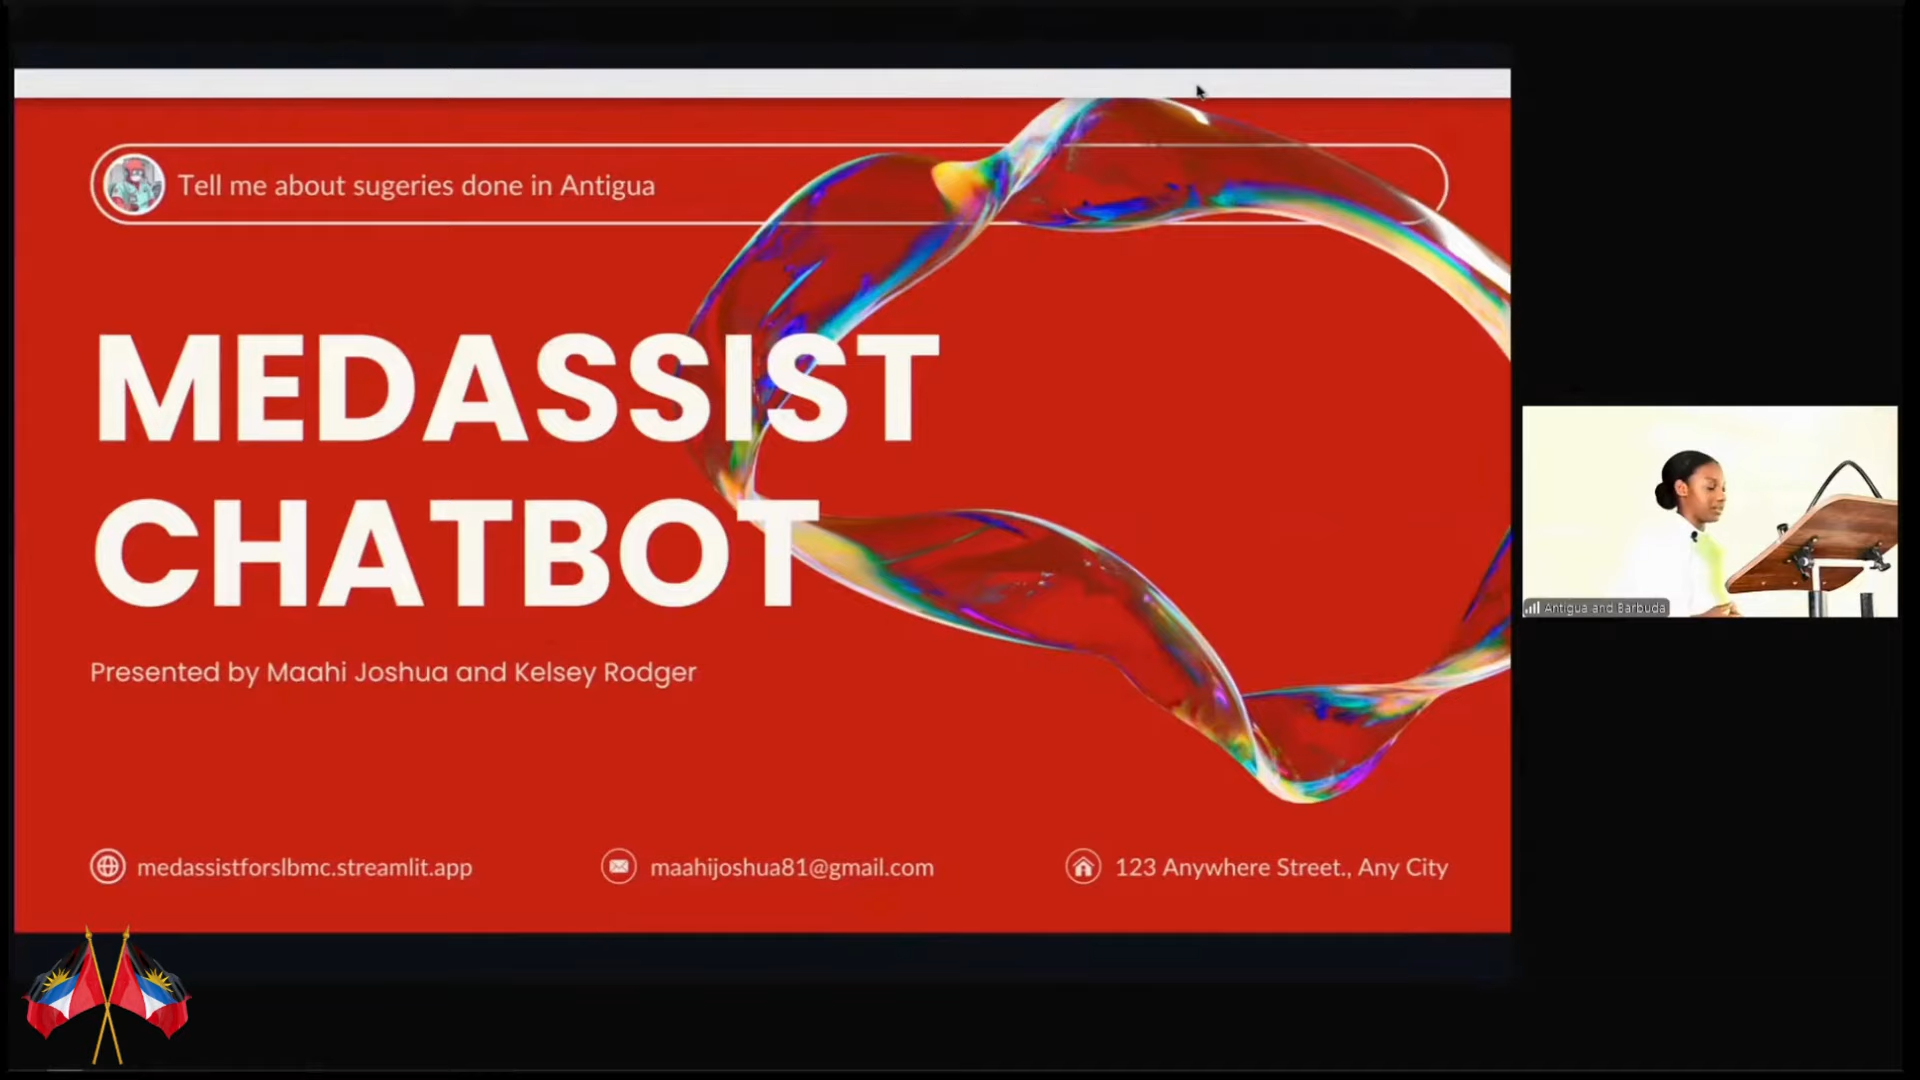 Tell me about sugeries done in Antigua
MEDASSIST
CHATBOT
Presented by Maahi Joshua and Kelsey Rodger
medassistforslbmc.streamlit.app
maahijoshua81@gmail.com
123 Anywhere Street., Any City
Antigua and Barbuda